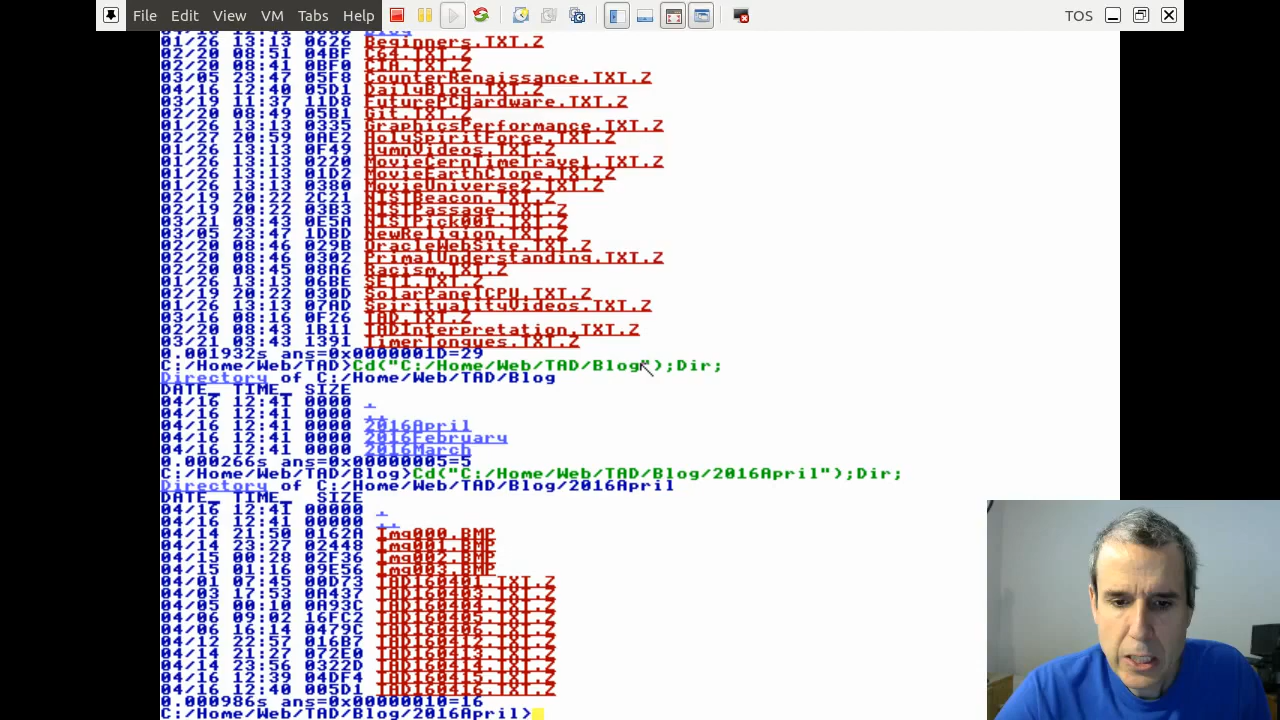 File Edit View VM Tabs Help TOS
01/26 13:13 0626 Beginners.TXT.Z
02/20 08:51 04BF C64.TXT.Z
02/20 08:41 0BF0 CIA.TXT.Z
03/05 23:47 05F8 CounterRenaissance.TXT.Z
04/16 12:40 05D1 DailyBlog.TXT.Z
03/19 11:37 11D8 FuturePCHardware.TXT.Z
02/20 08:49 05B1 Git.TXT.Z
01/26 13:13 0335 GraphicsPerformance.TXT.Z
02/27 20:59 0AE2 HolySpiritForce.TXT.Z
01/26 13:13 0F49 HymnVideos.TXT.Z
01/26 13:13 0220 MovieCernTimeTravel.TXT.Z
01/26 13:13 01D2 MovieEarthClone.TXT.Z
01/26 13:13 0380 MovieUniverse2.TXT.Z
02/19 20:22 2C21 NISTBeacon.TXT.Z
02/19 20:22 03B3 NISTPassage.TXT.Z
03/21 03:43 0E5A NISTPick001.TXT.Z
03/05 23:47 1DBD NewReligion.TXT.Z
02/20 08:46 029B OracleWebSite.TXT.Z
02/20 08:46 0302 PrimalUnderstanding.TXT.Z
02/20 08:45 08A6 Racism.TXT.Z
01/26 13:13 06BE SETI.TXT.Z
02/19 20:22 030D SolarPanelCPU.TXT.Z
01/26 13:13 07AD SpiritualityVideos.TXT.Z
03/16 08:16 0F26 TAD.TXT.Z
02/20 08:43 1B11 TADInterpretation.TXT.Z
02/20 08:43 1391 TimerTongues.TXT.Z
0.001932s ans=0x0000001D=29
C:/Home/Web/TAD>Cd("C:/Home/Web/TAD/Blog");Dir;
Directory of C:/Home/Web/TAD/Blog
DATE_ TIME_ SIZE
04/16 12:41 0000 .
04/16 12:41 0000 ..
04/16 12:41 0000 2016April
04/16 12:41 0000 2016February
04/16 12:41 0000 2016March
0.000266s ans=0x00000005=5
C:/Home/Web/TAD/Blog>Cd("C:/Home/Web/TAD/Blog/2016April");Dir;
Directory of C:/Home/Web/TAD/Blog/2016April
DATE_ TIME_ SIZE
04/16 12:41 00000 .
04/16 12:41 00000 ..
04/14 21:50 0162A Img000.BMP
04/14 23:27 02448 Img001.BMP
04/15 00:28 02F36 Img002.BMP
04/15 01:16 09E56 Img003.BMP
04/01 07:45 00D73 TAD160401.TXT.Z
04/03 17:53 0A437 TAD160403.TXT.Z
04/05 00:10 0A93C TAD160404.TXT.Z
04/06 09:02 16FC2 TAD160405.TXT.Z
04/06 16:14 0479C TAD160406.TXT.Z
04/12 22:57 016B7 TAD160412.TXT.Z
04/14 21:27 072E0 TAD160413.TXT.Z
04/14 23:56 0322D TAD160414.TXT.Z
04/16 12:39 04DF4 TAD160415.TXT.Z
04/16 12:40 005D1 TAD160416.TXT.Z
0.000986s ans=0x00000010=16
C:/Home/Web/TAD/Blog/2016April>